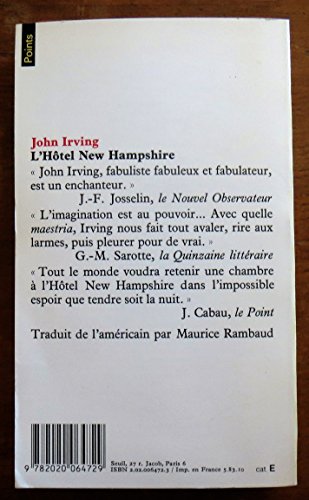 Points
John Irving
L'Hôtel New Hampshire
« John Irving, fabuliste fabuleux et fabulateur,
est un enchanteur. »
J.-F. Josselin, le Nouvel Observateur
« L'imagination est au pouvoir... Avec quelle
maestria, Irving nous fait tout avaler, rire aux
larmes, puis pleurer pour de vrai. »
G.-M. Sarotte, la Quinzaine littéraire
« Tout le monde voudra retenir une chambre
à l'Hôtel New Hampshire dans l'impossible
espoir que tendre soit la nuit. »
J. Cabau, le Point
Traduit de l'américain par Maurice Rambaud
9782020064729
Seuil, 27 r. Jacob, Paris 6
ISBN 2.02.006472.3 / Imp. en France 5.83.10
cat. E